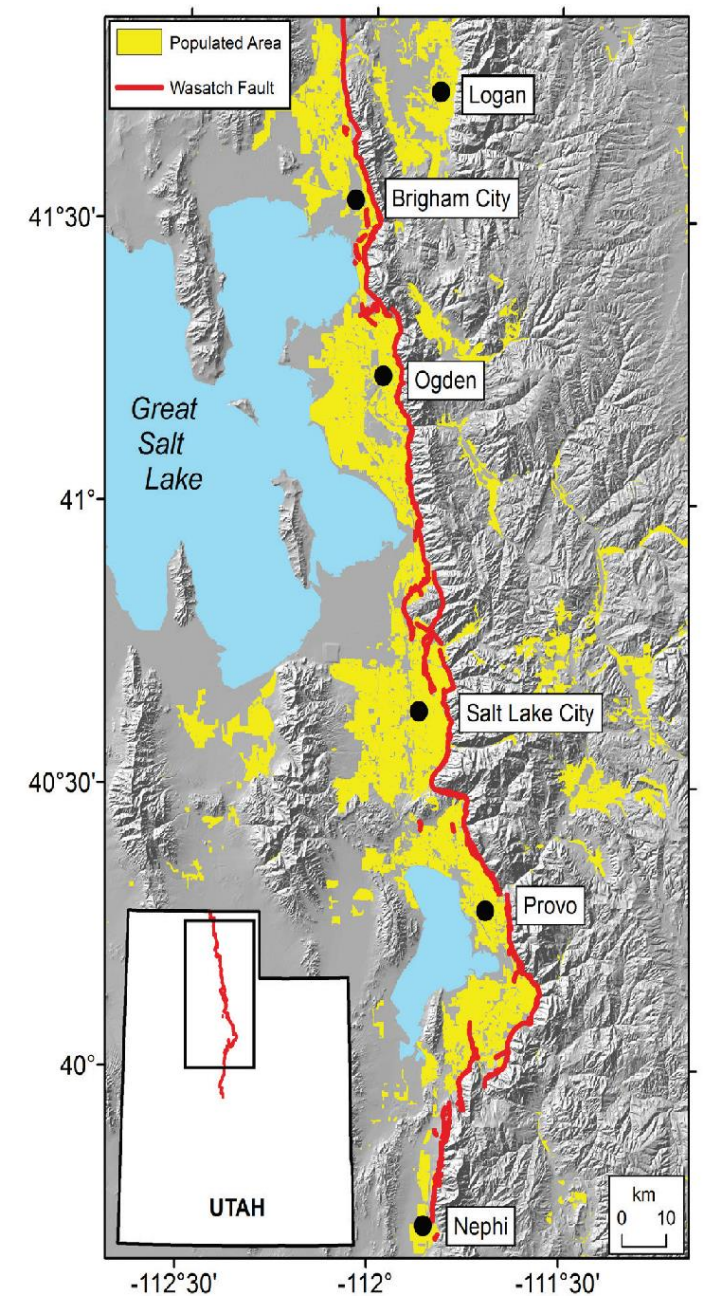 Populated Area
Wasatch Fault
Logan
Brigham City
41°30'
Ogden
Great
Salt
Lake
41°
Salt Lake City
40°30'
Provo
40°
UTAH
km
0 10
Nephi
-112°30' -112° -111°30'